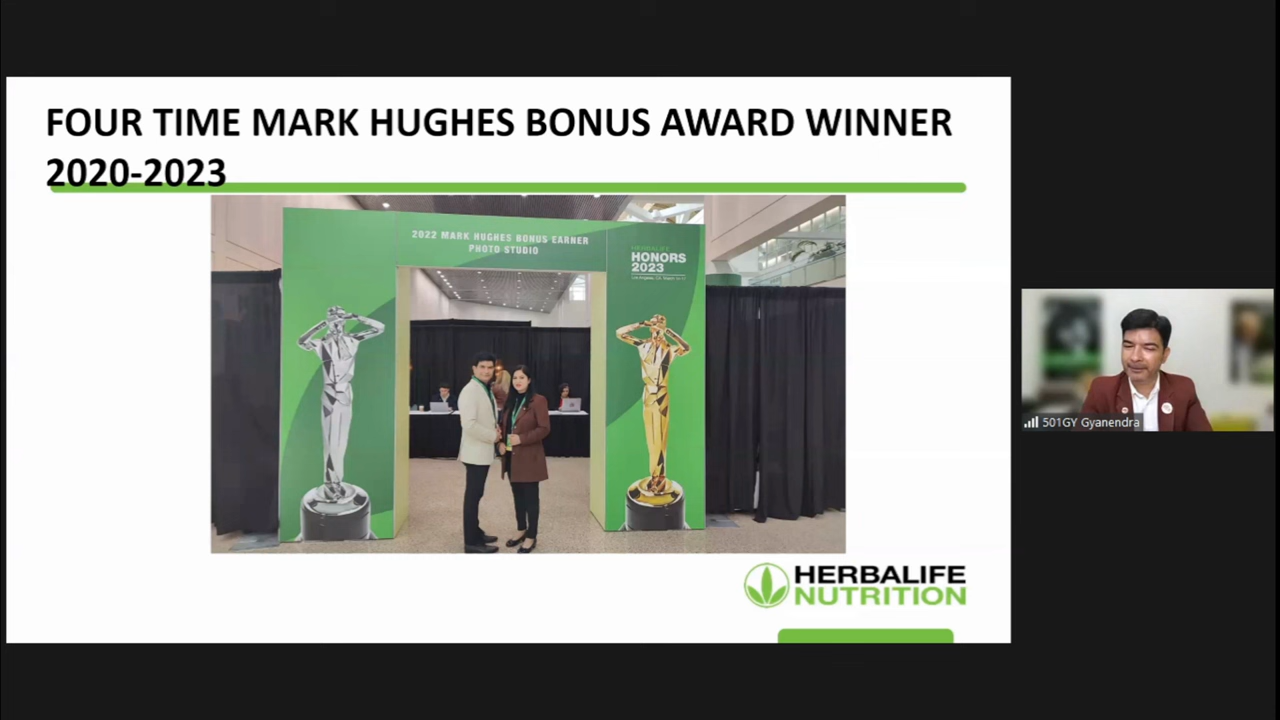 FOUR TIME MARK HUGHES BONUS AWARD WINNER
2020-2023
2022 MARK HUGHES BONUS EARNER
PHOTO STUDIO
HERBALIFE
HONORS
2023
HERBALIFE
NUTRITION
501GY Gyanendra